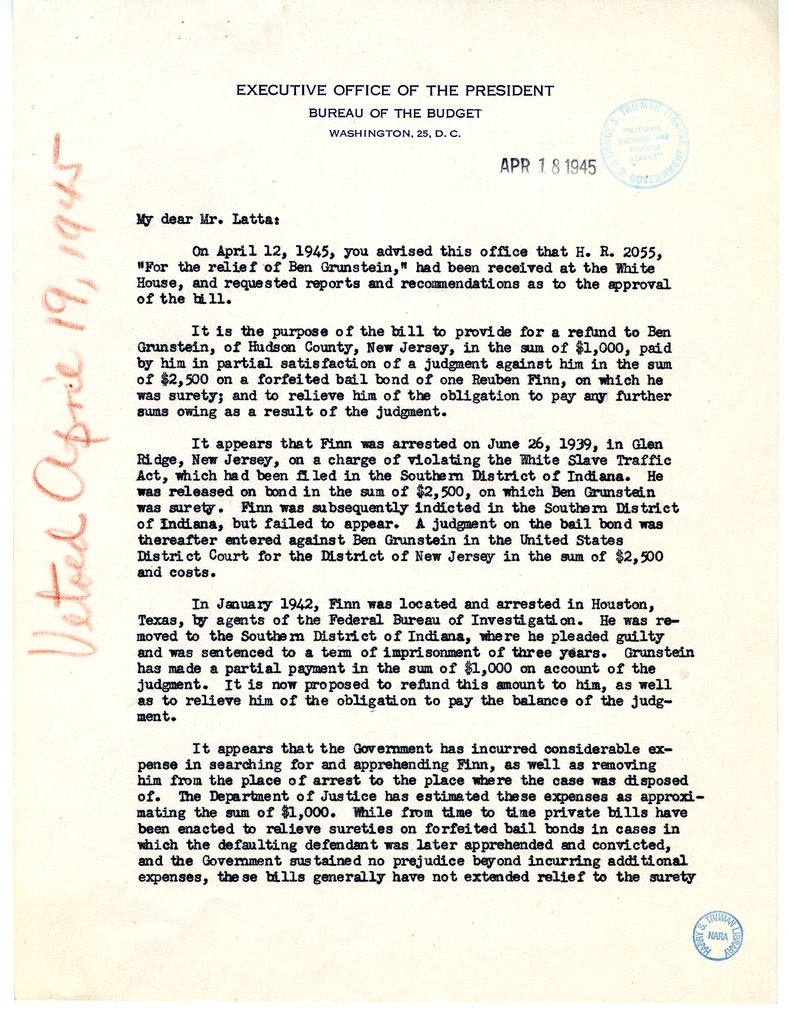 EXECUTIVE OFFICE OF THE PRESIDENT
BUREAU OF THE BUDGET
WASHINGTON, 25, D. C.
HARRY S. TRUMAN LIBRARY
"NATIONAL
ARCHIVES AND
RECORDS
SERVICE"
U.S. GOVERNMENT
APR 18 1945
Vetoed April 19, 1945
My dear Mr. Latta:
On April 12, 1945, you advised this office that H. R. 2055,
"For the relief of Ben Grunstein," had been received at the White
House, and requested reports and recommendations as to the approval
of the bill.
It is the purpose of the bill to provide for a refund to Ben
Grunstein, of Hudson County, New Jersey, in the sum of $1,000, paid
by him in partial satisfaction of a judgment against him in the sum
of $2,500 on a forfeited bail bond of one Reuben Finn, on which he
was surety; and to relieve him of the obligation to pay any further
sums owing as a result of the judgment.
It appears that Finn was arrested on June 26, 1939, in Glen
Ridge, New Jersey, on a charge of violating the White Slave Traffic
Act, which had been filed in the Southern District of Indiana. He
was released on bond in the sum of $2,500, on which Ben Grunstein
was surety. Finn was subsequently indicted in the Southern District
of Indiana, but failed to appear. A judgment on the bail bond was
thereafter entered against Ben Grunstein in the United States
District Court for the District of New Jersey in the sum of $2,500
and costs.
In January 1942, Finn was located and arrested in Houston,
Texas, by agents of the Federal Bureau of Investigation. He was re-
moved to the Southern District of Indiana, where he pleaded guilty
and was sentenced to a term of imprisonment of three years. Grunstein
has made a partial payment in the sum of $1,000 on account of the
judgment. It is now proposed to refund this amount to him, as well
as to relieve him of the obligation to pay the balance of the judg-
ment.
It appears that the Government has incurred considerable ex-
pense in searching for and apprehending Finn, as well as removing
him from the place of arrest to the place where the case was disposed
of. The Department of Justice has estimated these expenses as approxi-
mating the sum of $1,000. While from time to time private bills have
been enacted to relieve sureties on forfeited bail bonds in cases in
which the defaulting defendant was later apprehended and convicted,
and the Government sustained no prejudice beyond incurring additional
expenses, these bills generally have not extended relief to the surety
HARRY S. TRUMAN LIBRARY
NARA